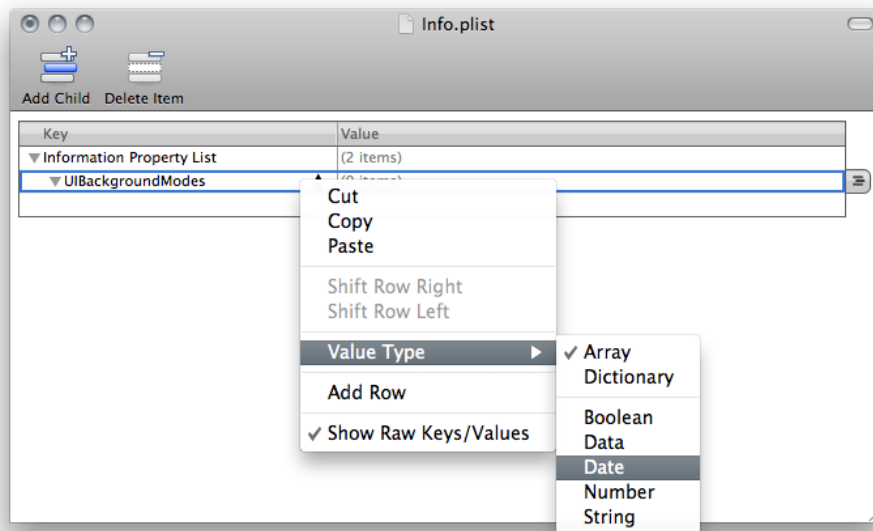 Info.plist
Add Child Delete Item
Key Value
Information Property List (2 items)
UIBackgroundModes (0 items)
Cut
Copy
Paste
Shift Row Right
Shift Row Left
Value Type
Array
Dictionary
Add Row
Boolean
Show Raw Keys/Values
Data
Date
Number
String